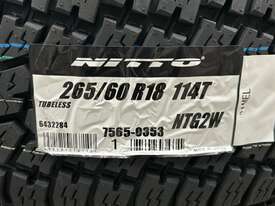 NITTO
265/60 R18 114T
TUBELESS
NTG2W
6432284
7565-0353
1